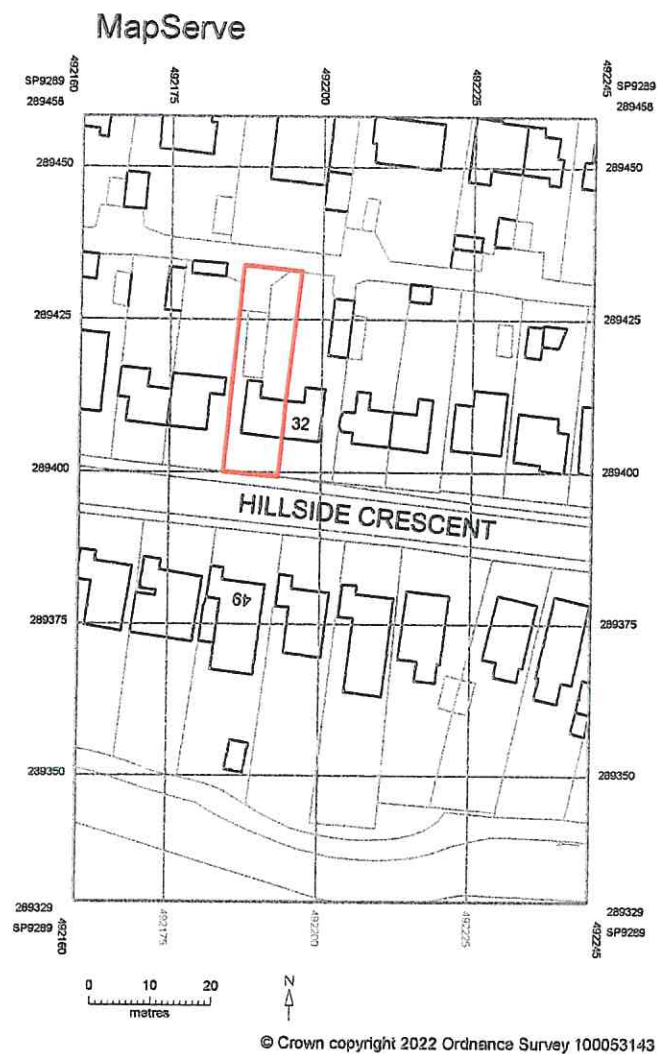 MapServe
492160
492175
492200
492225
492245
SP9289
289458
SP9289
289458
289450
289450
289425
289425
32
289400
289400
HILLSIDE CRESCENT
49
289375
289375
239350
289350
289329
SP9289
289329
SP9289
492160
492175
492200
492225
492245
0 10 20
metres
N
© Crown copyright 2022 Ordnance Survey 100053143